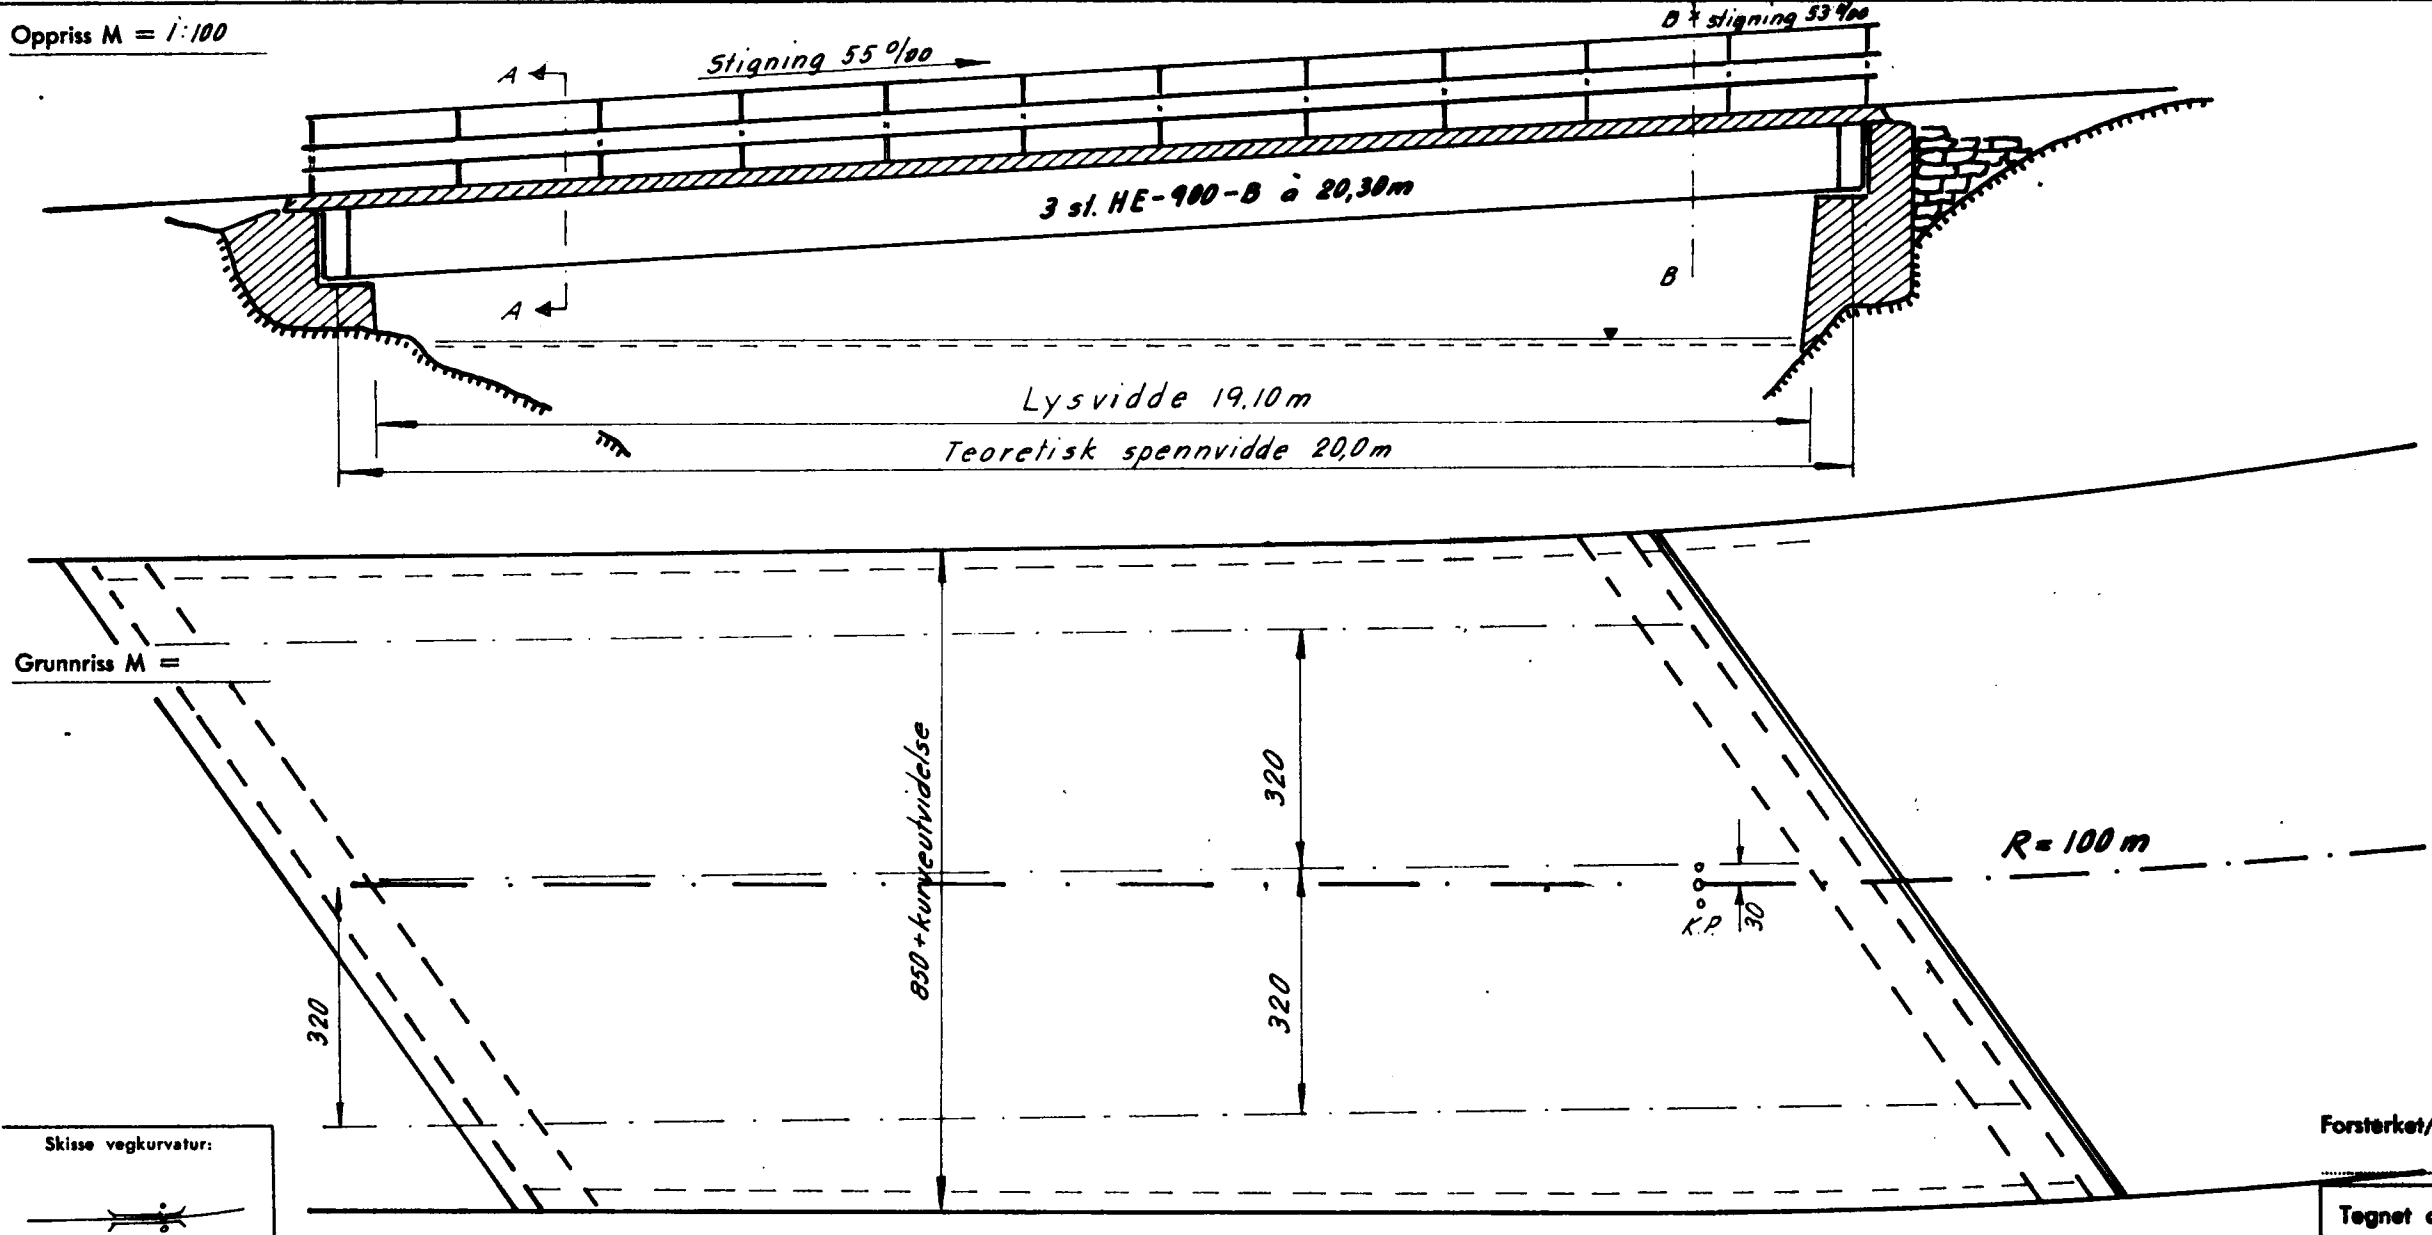 Oppriss M = 1:100
B stigning 53 ‰
Stigning 55 ‰
A
3 st. HE-900-B à 20,30m
A
B
Lysvidde 19.10m
Teoretisk spennvidde 20,0m
Grunnriss M =
850+kurveutvidelse
320
R = 100 m
K.P.
30
320
320
Skisse vegkurvatur:
Forsterket/
Tegnet